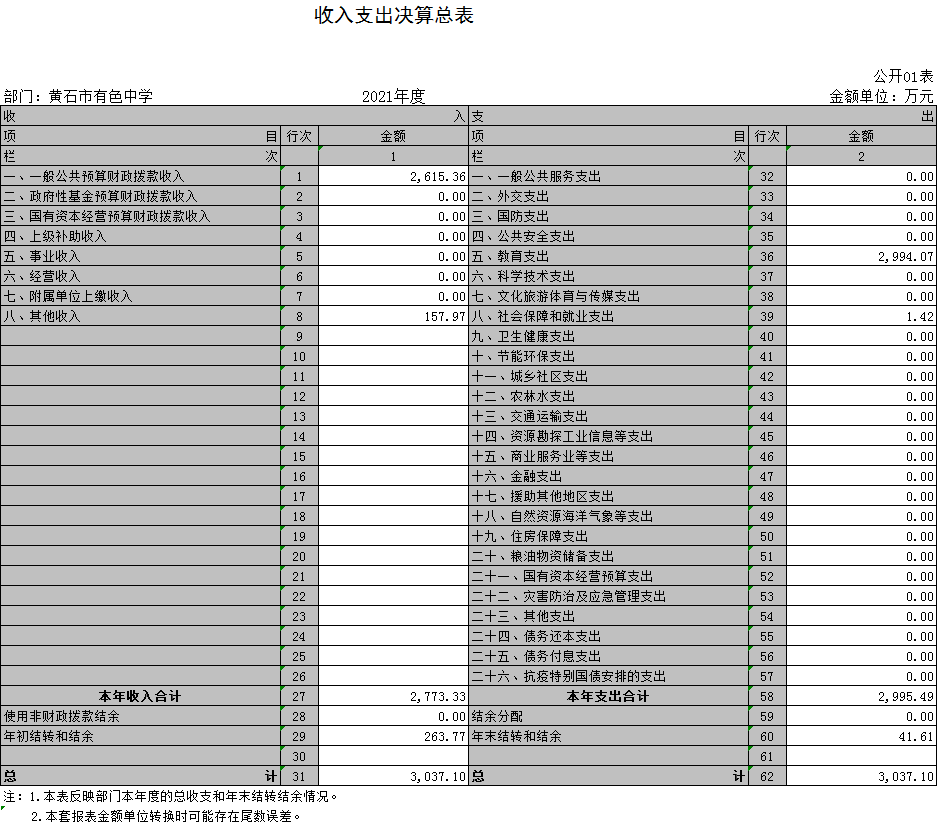 收入支出决算总表
公开01表
部门：黄石市有色中学 2021年度 金额单位：万元
收 入 支 出
项 目 行次 金额 项 目 行次 金额
栏 次 1 栏 次 2
一、一般公共预算财政拨款收入 1 2,615.36 一、一般公共服务支出 32 0.00
二、政府性基金预算财政拨款收入 2 0.00 二、外交支出 33 0.00
三、国有资本经营预算财政拨款收入 3 0.00 三、国防支出 34 0.00
四、上级补助收入 4 0.00 四、公共安全支出 35 0.00
五、事业收入 5 0.00 五、教育支出 36 2,994.07
六、经营收入 6 0.00 六、科学技术支出 37 0.00
七、附属单位上缴收入 7 0.00 七、文化旅游体育与传媒支出 38 0.00
八、其他收入 8 157.97 八、社会保障和就业支出 39 1.42
9 九、卫生健康支出 40 0.00
10 十、节能环保支出 41 0.00
11 十一、城乡社区支出 42 0.00
12 十二、农林水支出 43 0.00
13 十三、交通运输支出 44 0.00
14 十四、资源勘探工业信息等支出 45 0.00
15 十五、商业服务业等支出 46 0.00
16 十六、金融支出 47 0.00
17 十七、援助其他地区支出 48 0.00
18 十八、自然资源海洋气象等支出 49 0.00
19 十九、住房保障支出 50 0.00
20 二十、粮油物资储备支出 51 0.00
21 二十一、国有资本经营预算支出 52 0.00
22 二十二、灾害防治及应急管理支出 53 0.00
23 二十三、其他支出 54 0.00
24 二十四、债务还本支出 55 0.00
25 二十五、债务付息支出 56 0.00
26 二十六、抗疫特别国债安排的支出 57 0.00
本年收入合计 27 2,773.33 本年支出合计 58 2,995.49
使用非财政拨款结余 28 0.00 结余分配 59 0.00
年初结转和结余 29 263.77 年末结转和结余 60 41.61
30 61
总 计 31 3,037.10 总 计 62 3,037.10
注：1.本表反映部门本年度的总收支和年末结转结余情况。
2.本套报表金额单位转换时可能存在尾数误差。